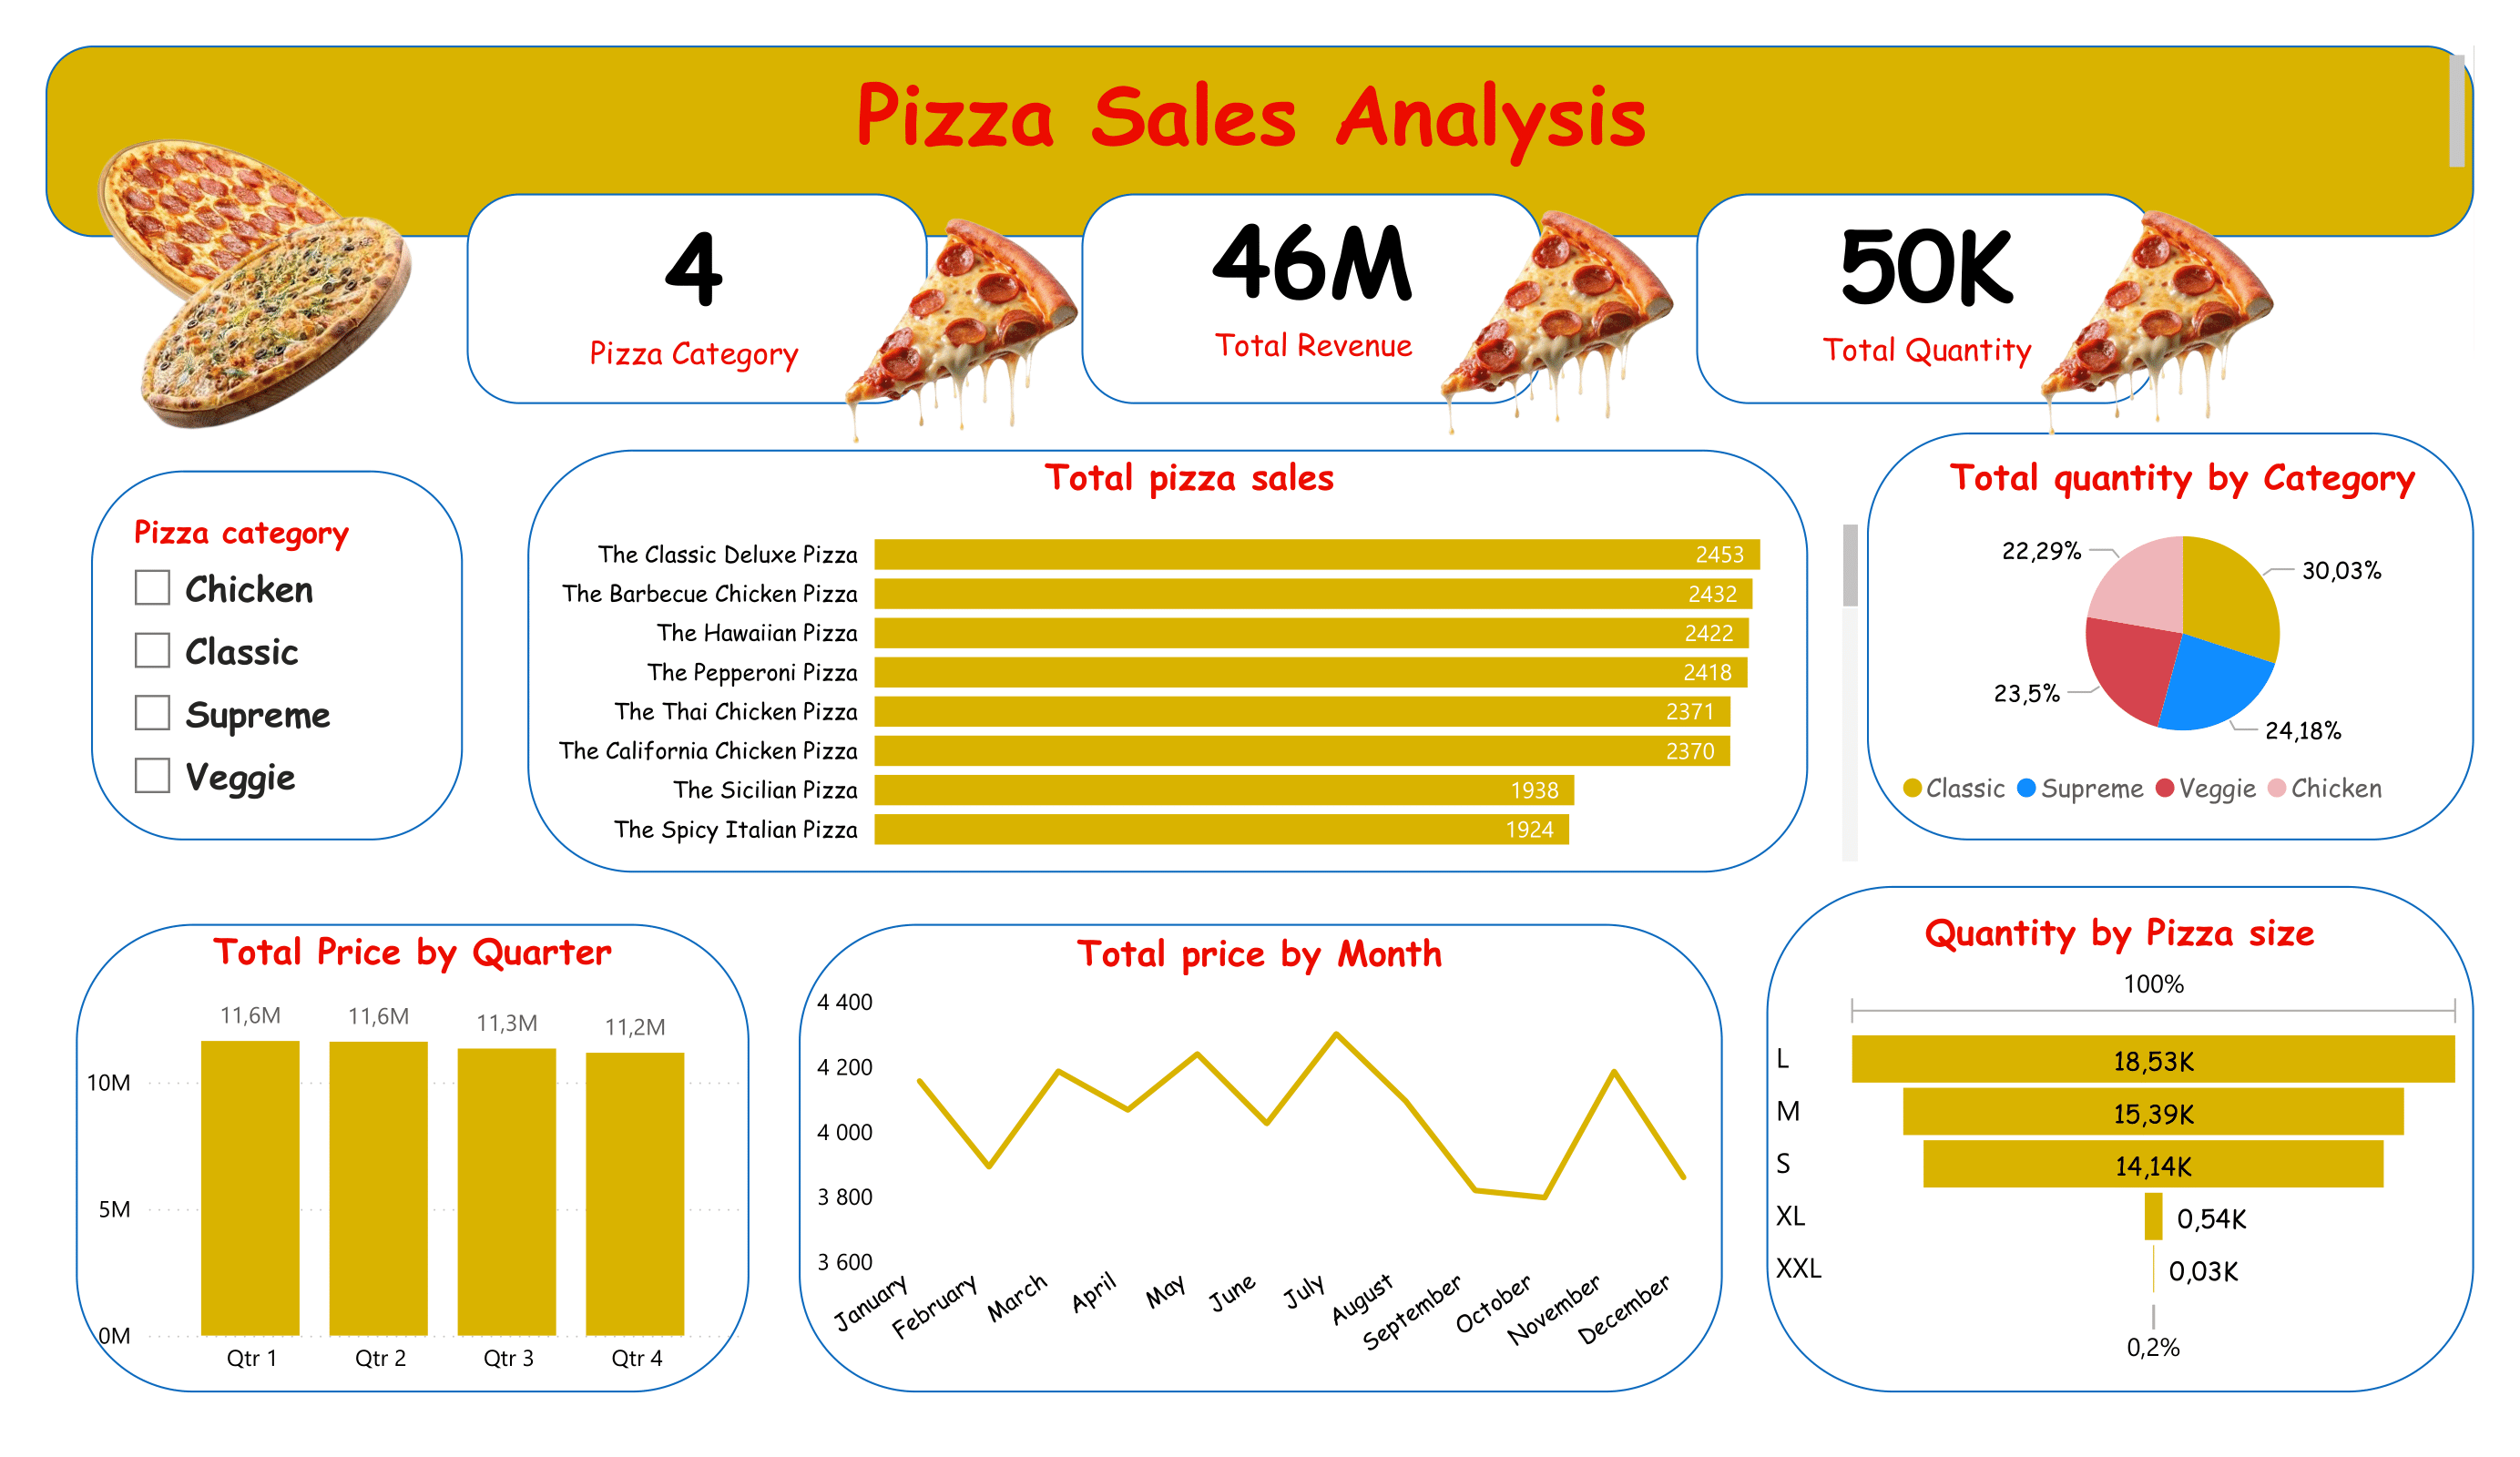 Pizza Sales Analysis
4
Pizza Category
46M
Total Revenue
50K
Total Quantity
Pizza category
Chicken
Classic
Supreme
Veggie
Total pizza sales
The Classic Deluxe Pizza 2453
The Barbecue Chicken Pizza 2432
The Hawaiian Pizza 2422
The Pepperoni Pizza 2418
The Thai Chicken Pizza 2371
The California Chicken Pizza 2370
The Sicilian Pizza 1938
The Spicy Italian Pizza 1924
Total quantity by Category
22,29%
30,03%
23,5%
24,18%
Classic Supreme Veggie Chicken
Total Price by Quarter
11,6M 11,6M 11,3M 11,2M
10M
5M
0M
Qtr 1 Qtr 2 Qtr 3 Qtr 4
Total price by Month
4 400
4 200
4 000
3 800
3 600
January February March April May June July August September October November December
Quantity by Pizza size
100%
L 18,53K
M 15,39K
S 14,14K
XL 0,54K
XXL 0,03K
0,2%